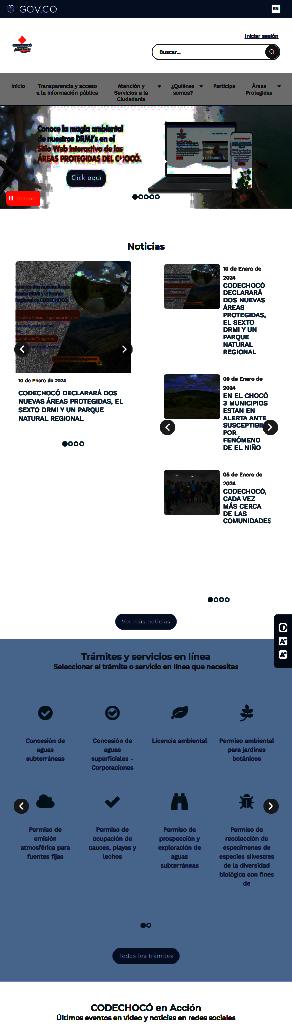 GOV.CO
EN
Iniciar sesión
Buscar...
Inicio
Transparencia y acceso
a la información pública
Atención y
Servicios a la
Ciudadanía
¿Quiénes
somos?
Participa
Áreas
Protegidas
Conoce la magia ambiental
de nuestros DRMI's en el
Sitio Web interactivo de las
ÁREAS PROTEGIDAS DEL CHOCÓ.
Click aquí
Noticias
10 de Enero de 2024
CODECHOCÓ DECLARARÁ DOS
NUEVAS ÁREAS PROTEGIDAS, EL
SEXTO DRMI Y UN PARQUE
NATURAL REGIONAL
10 de Enero de
2024
CODECHOCÓ
DECLARARÁ
DOS NUEVAS
ÁREAS
PROTEGIDAS,
EL SEXTO
DRMI Y UN
PARQUE
NATURAL
REGIONAL
09 de Enero de
2024
EN EL CHOCÓ
3 MUNICIPIOS
ESTAN EN
ALERTA ANTE
POR
FENÓMENO
DE EL NIÑO
05 de Enero de
2024
CODECHOCÓ,
CADA VEZ
MÁS CERCA
DE LAS
COMUNIDADES
Ver más noticias
Trámites y servicios en línea
Seleccionar el trámite o servicio en línea que necesitas
Concesión de
aguas
subterráneas
Concesión de
aguas
superficiales -
Corporaciones
Licencia ambiental
Permiso ambiental
para jardines
botánicos
Permiso de
emisión
atmosférica para
fuentes fijas
Permiso de
ocupación de
cauces, playas y
lechos
Permiso de
prospección y
exploración de
aguas
subterráneas
Permiso de
recolección de
especímenes de
especies silvestres
de la diversidad
biológica con fines
de
Todos los trámites
CODECHOCÓ en Acción
Últimos eventos en video y noticias en redes sociales